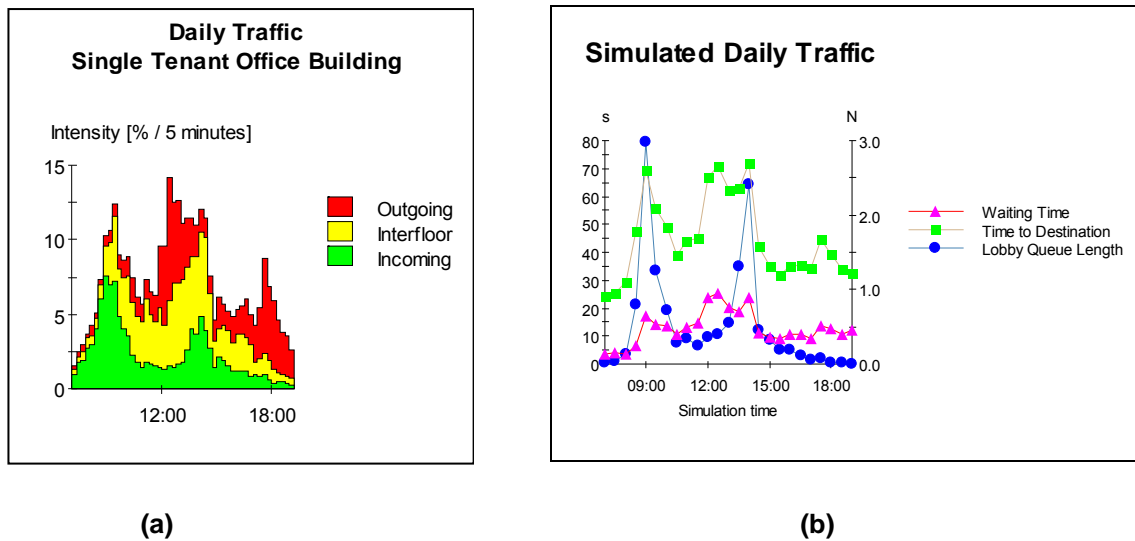 Daily Traffic
Single Tenant Office Building
Intensity [% / 5 minutes]
15
10
5
0
12:00
18:00
Outgoing
Interfloor
Incoming
(a)
Simulated Daily Traffic
s
N
80
70
60
50
40
30
20
10
0
3.0
2.0
1.0
0.0
09:00
12:00
15:00
18:00
Simulation time
Waiting Time
Time to Destination
Lobby Queue Length
(b)